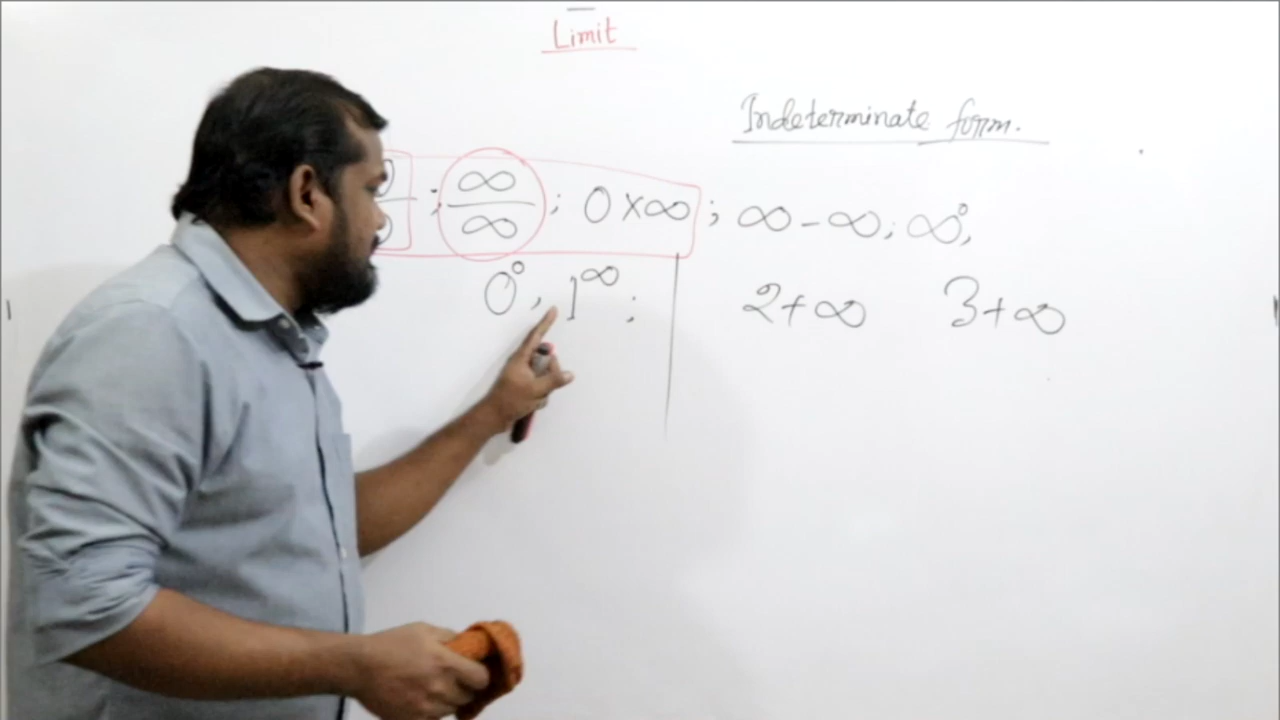 Limit
Indeterminate form.
; ∞/∞ ; 0×∞ ; ∞-∞; ∞⁰,
0⁰, 1^∞ ; 2+∞ 3+∞